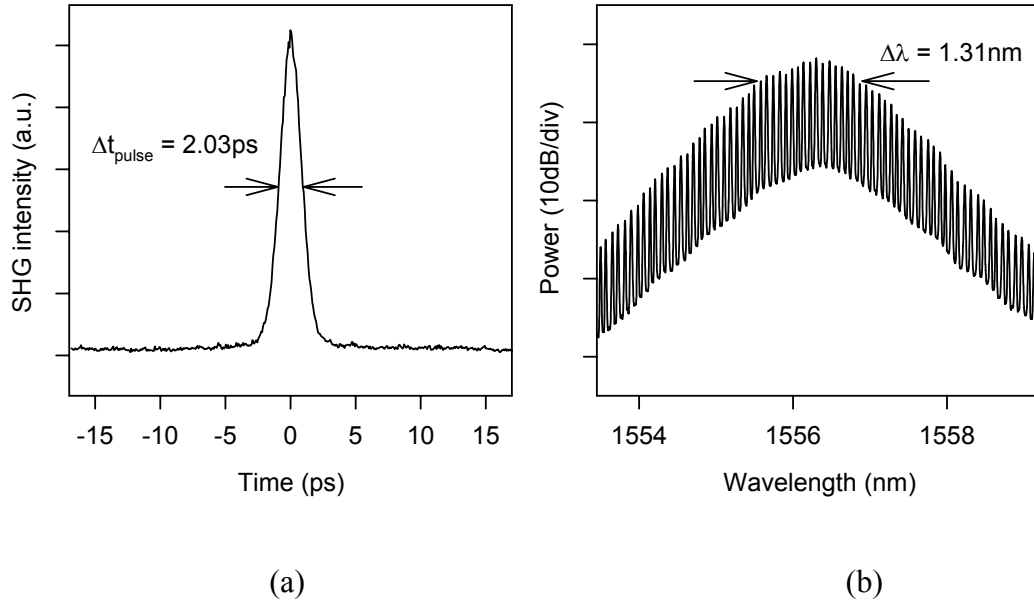 SHG intensity (a.u.)
Δt_pulse = 2.03ps
-15 -10 -5 0 5 10 15
Time (ps)
(a)
Power (10dB/div)
Δλ = 1.31nm
1554 1556 1558
Wavelength (nm)
(b)